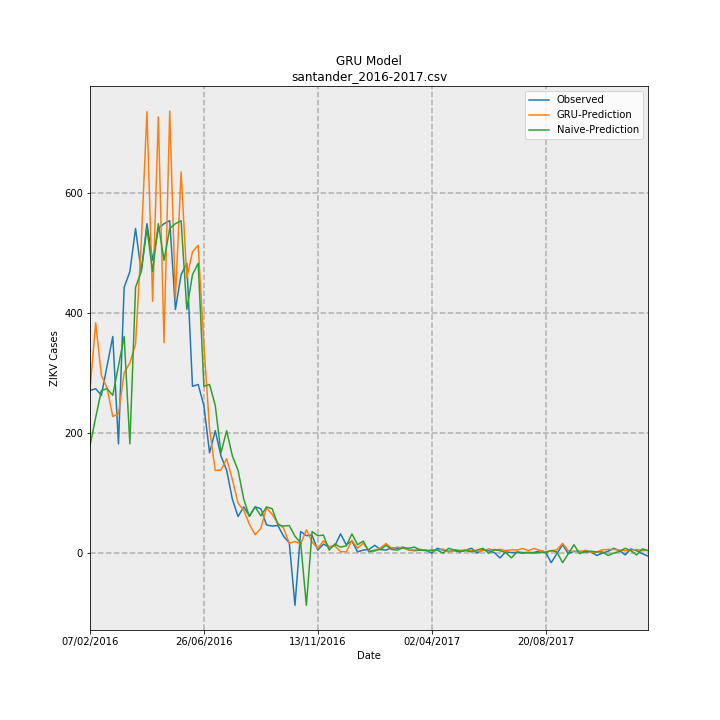 GRU Model
santander_2016-2017.csv
Observed
GRU-Prediction
Naive-Prediction
ZIKV Cases
600
400
200
0
07/02/2016 26/06/2016 13/11/2016 02/04/2017 20/08/2017
Date